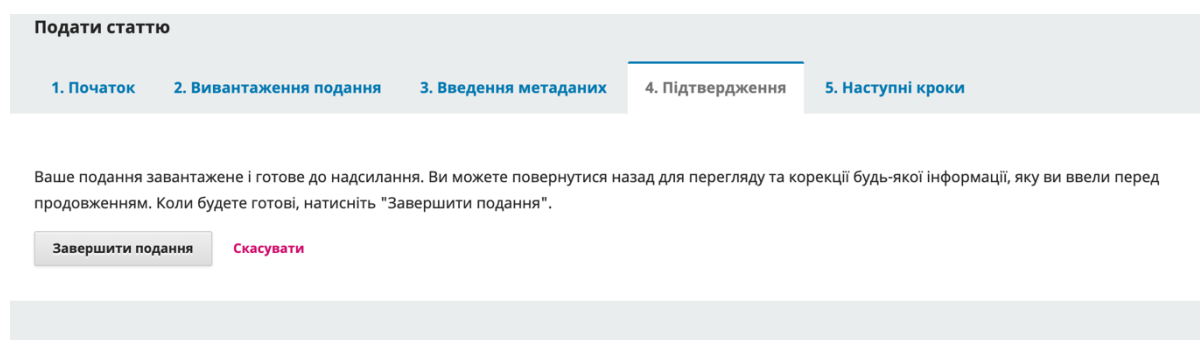 Подати статтю
1. Початок 2. Вивантаження подання 3. Введення метаданих 4. Підтвердження 5. Наступні кроки
Ваше подання завантажене і готове до надсилання. Ви можете повернутися назад для перегляду та корекції будь-якої інформації, яку ви ввели перед
продовженням. Коли будете готові, натисніть "Завершити подання".
Завершити подання Скасувати